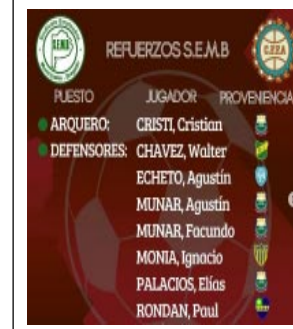 S.E.M.B
REFUERZOS S.E.M.B
PUESTO JUGADOR PROVENIENCIA
ARQUERO: CRISTI, Cristian
DEFENSORES: CHAVEZ, Walter
ECHETO, Agustín
MUNAR, Agustín
MUNAR, Facundo
MONIA, Ignacio
PALACIOS, Elías
RONDAN, Paul